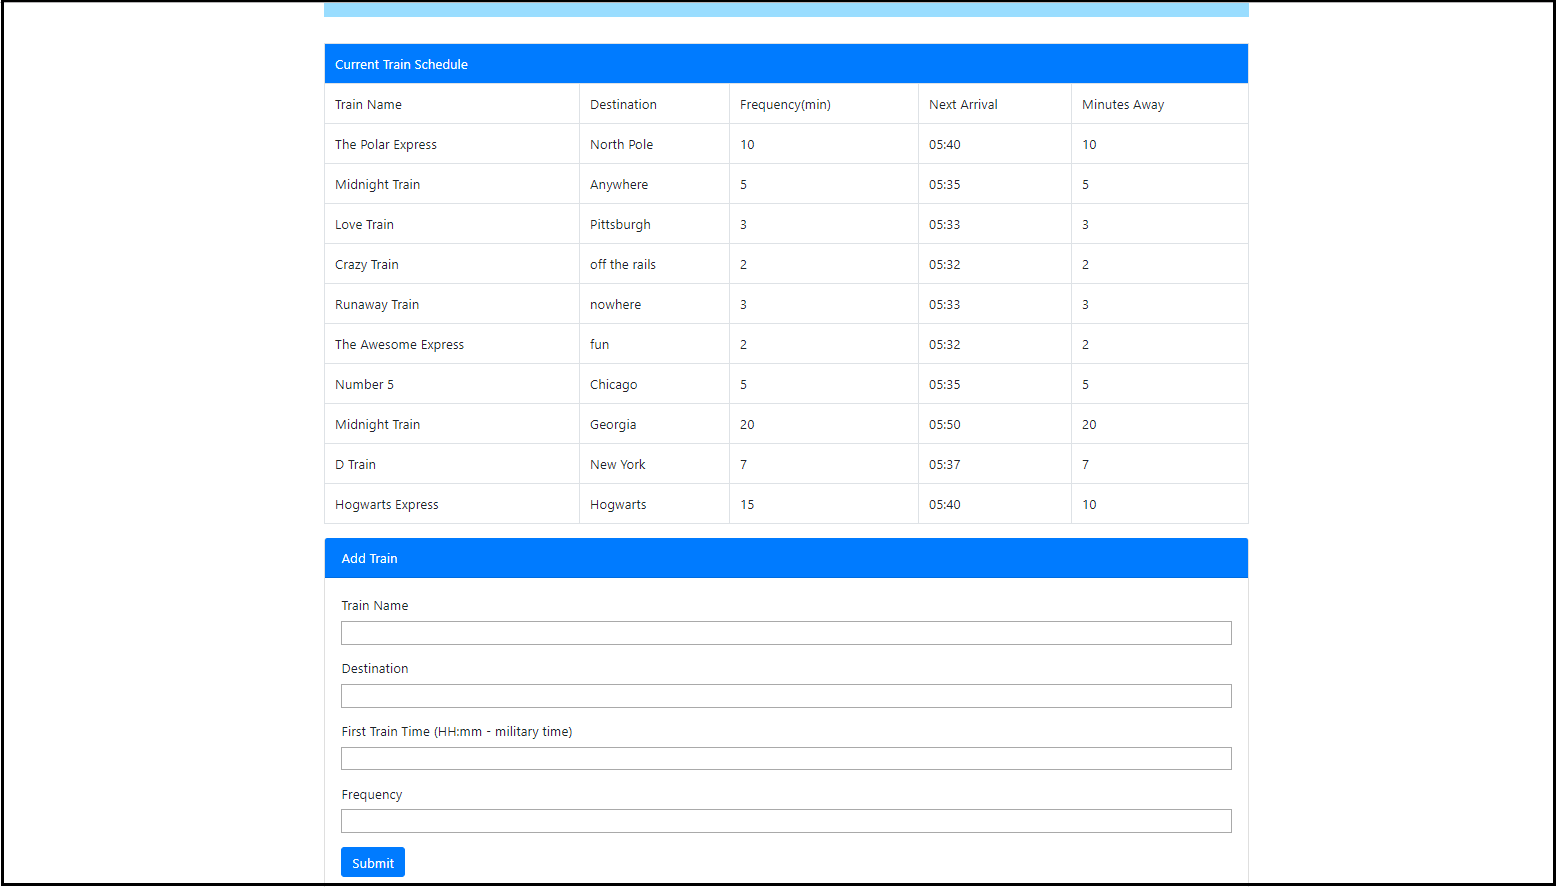 Current Train Schedule
Train Name Destination Frequency(min) Next Arrival Minutes Away
The Polar Express North Pole 10 05:40 10
Midnight Train Anywhere 5 05:35 5
Love Train Pittsburgh 3 05:33 3
Crazy Train off the rails 2 05:32 2
Runaway Train nowhere 3 05:33 3
The Awesome Express fun 2 05:32 2
Number 5 Chicago 5 05:35 5
Midnight Train Georgia 20 05:50 20
D Train New York 7 05:37 7
Hogwarts Express Hogwarts 15 05:40 10
Add Train
Train Name
Destination
First Train Time (HH:mm - military time)
Frequency
Submit